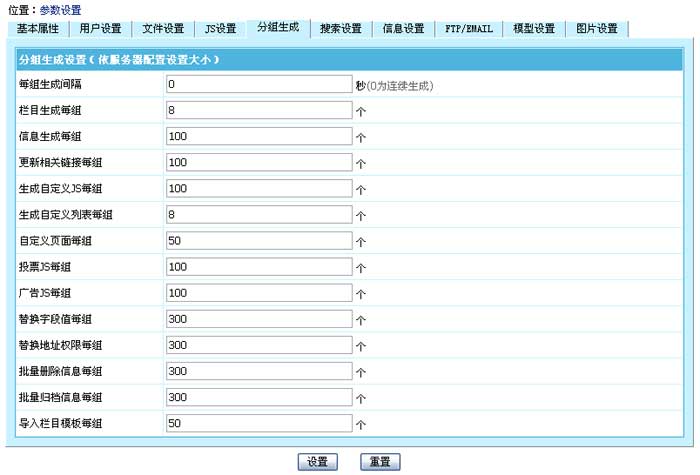 位置：参数设置
基本属性 用户设置 文件设置 JS设置 分组生成 搜索设置 信息设置 FTP/EMAIL 模型设置 图片设置
分组生成设置（依服务器配置设置大小）
每组生成间隔 0 秒(0为连续生成)
栏目生成每组 8 个
信息生成每组 100 个
更新相关链接每组 100 个
生成自定义JS每组 100 个
生成自定义列表每组 8 个
自定义页面每组 50 个
投票JS每组 100 个
广告JS每组 100 个
替换字段值每组 300 个
替换地址权限每组 300 个
批量删除信息每组 300 个
批量归档信息每组 300 个
导入栏目模板每组 50 个
设置 重置